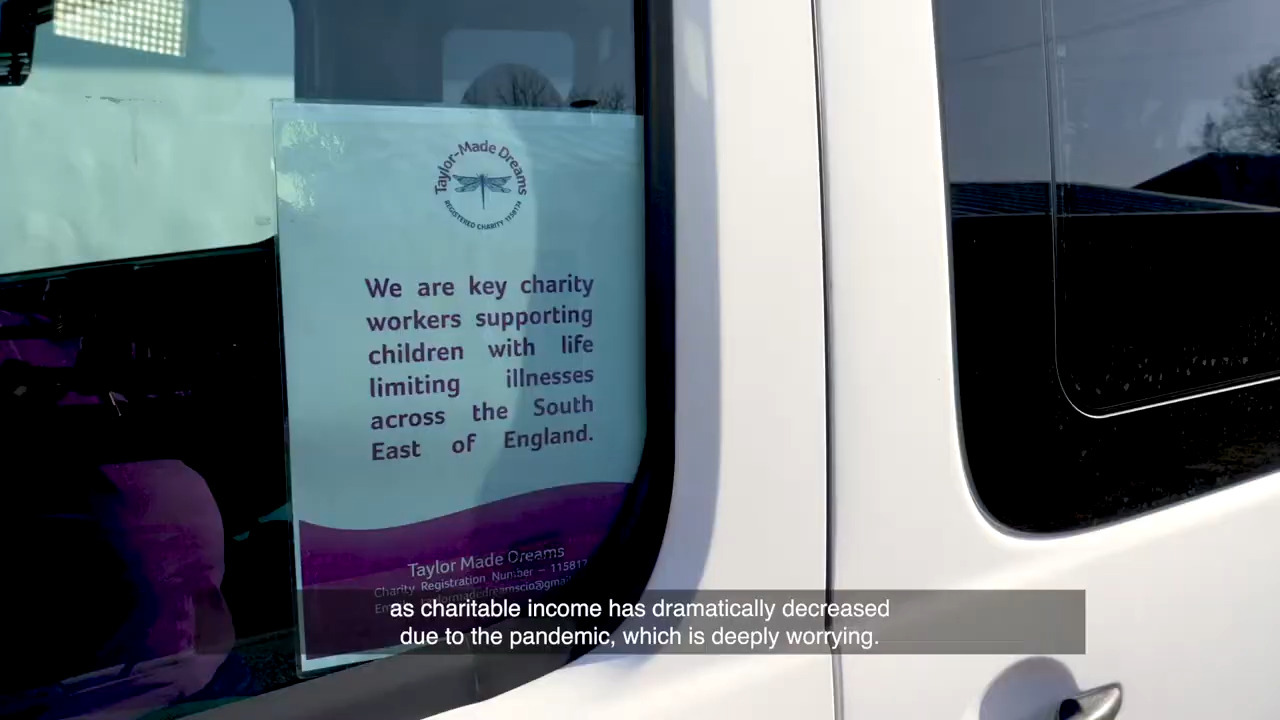 Taylor-Made Dreams
REGISTERED CHARITY
We are key charity
workers supporting
children with life
limiting illnesses
across the South
East of England.
Taylor Made Dreams
Charity Registration Number –
as charitable income has dramatically decreased
due to the pandemic, which is deeply worrying.